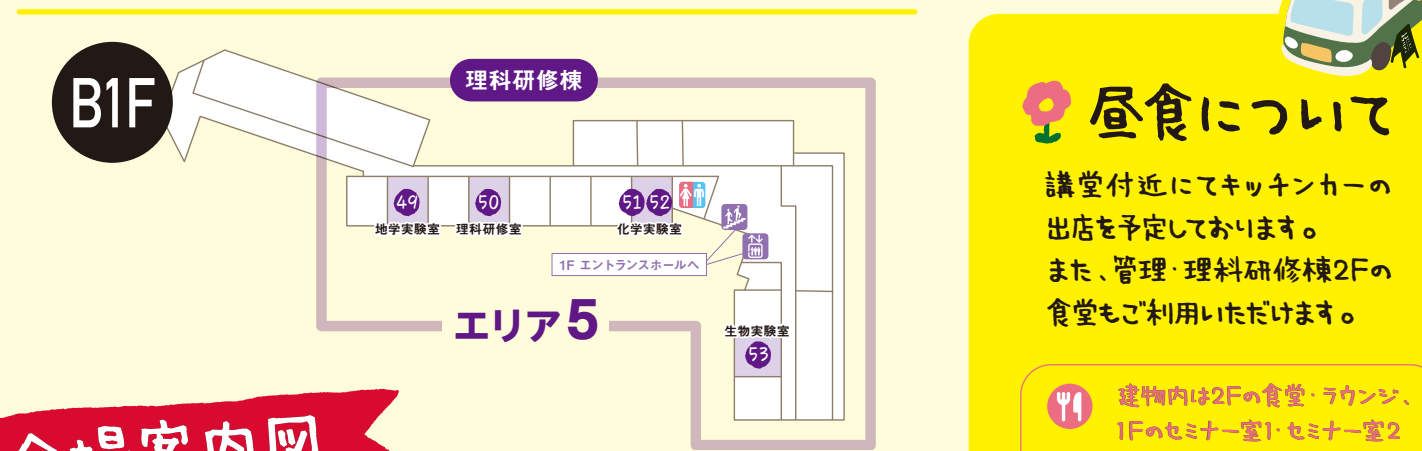 B1F
理科研修棟
49
50
51 52
地学実験室
理科研修室
化学実験室
1F エントランスホールへ
エリア5
生物実験室
53
会場案内図
昼食について
講堂付近にてキッチンカーの
出店を予定しております。
また、管理・理科研修棟2Fの
食堂もご利用いただけます。
建物内は2Fの食堂・ラウンジ、
1Fのセミナー室1・セミナー室2